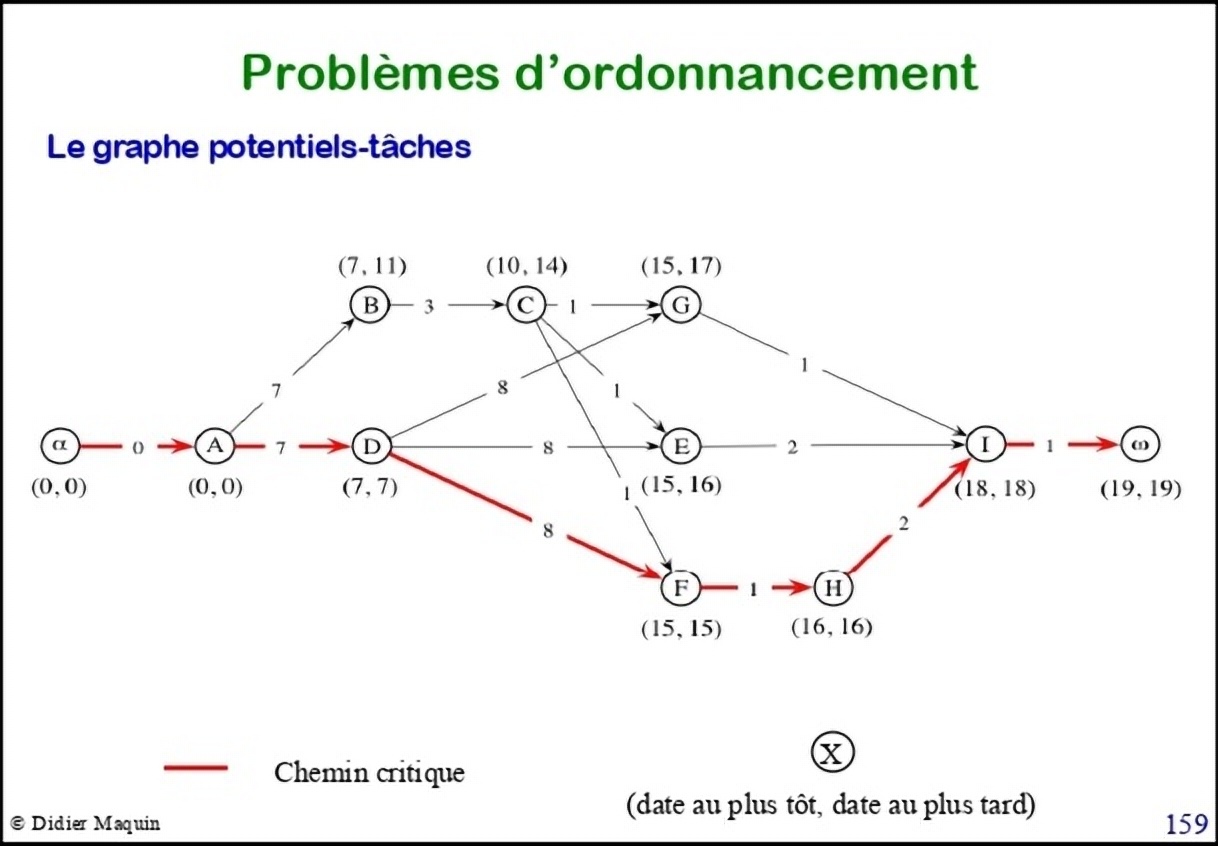 Problèmes d'ordonnancement
Le graphe potentiels-tâches
(7, 11) (10, 14) (15, 17)
B 3 C 1 G
1
7 8 1
α 0 A 7 D 8 E 2 I 1 ω
(0, 0) (0, 0) (7, 7) 1 (15, 16) (18, 18) (19, 19)
8 2
F 1 H
(15, 15) (16, 16)
X
Chemin critique
(date au plus tôt, date au plus tard)
© Didier Maquin 159